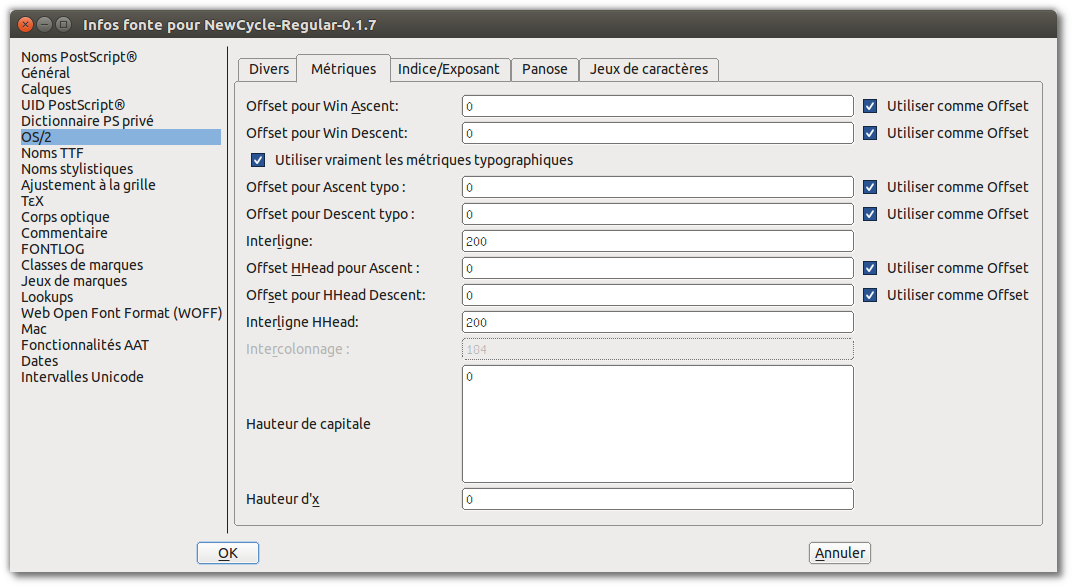 Infos fonte pour NewCycle-Regular-0.1.7
Noms PostScript®
Général
Calques
UID PostScript®
Dictionnaire PS privé
OS/2
Noms TTF
Noms stylistiques
Ajustement à la grille
ΤεΧ
Corps optique
Commentaire
FONTLOG
Classes de marques
Jeux de marques
Lookups
Web Open Font Format (WOFF)
Mac
Fonctionnalités AAT
Dates
Intervalles Unicode
Divers Métriques Indice/Exposant Panose Jeux de caractères
Offset pour Win Ascent: 0 Utiliser comme Offset
Offset pour Win Descent: 0 Utiliser comme Offset
Utiliser vraiment les métriques typographiques
Offset pour Ascent typo : 0 Utiliser comme Offset
Offset pour Descent typo : 0 Utiliser comme Offset
Interligne: 200
Offset HHead pour Ascent : 0 Utiliser comme Offset
Offset pour HHead Descent: 0 Utiliser comme Offset
Interligne HHead: 200
Intercolonnage : 184
Hauteur de capitale 0
Hauteur d'x 0
OK Annuler